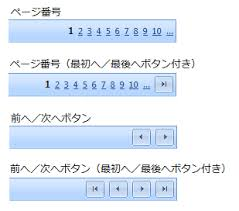 ページ番号
1 2 3 4 5 6 7 8 9 10 ...
ページ番号（最初へ／最後へボタン付き）
1 2 3 4 5 6 7 8 9 10 ...
前へ／次へボタン
前へ／次へボタン（最初へ／最後へボタン付き）